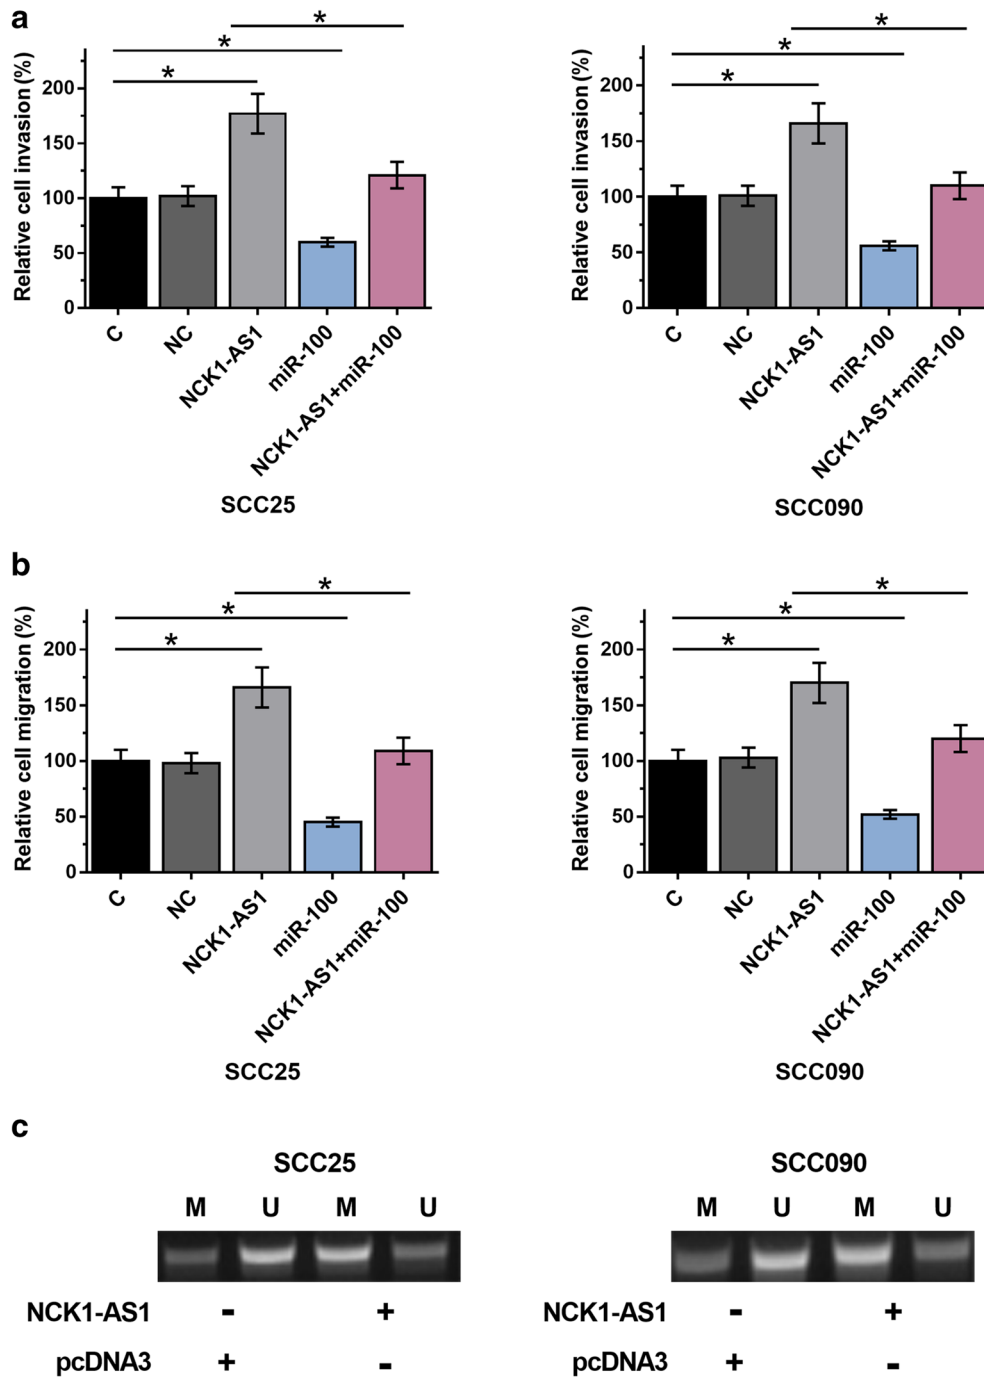 a
* * *
Relative cell invasion (%)
200
150
100
50
0
C NC NCK1-AS1 miR-100 NCK1-AS1+miR-100
SCC25
* * *
Relative cell invasion (%)
200
150
100
50
0
C NC NCK1-AS1 miR-100 NCK1-AS1+miR-100
SCC090
b
* * *
Relative cell migration (%)
200
150
100
50
0
C NC NCK1-AS1 miR-100 NCK1-AS1+miR-100
SCC25
* * *
Relative cell migration (%)
200
150
100
50
0
C NC NCK1-AS1 miR-100 NCK1-AS1+miR-100
SCC090
c
SCC25
M U M U
NCK1-AS1 - +
pcDNA3 + -
SCC090
M U M U
NCK1-AS1 - +
pcDNA3 + -